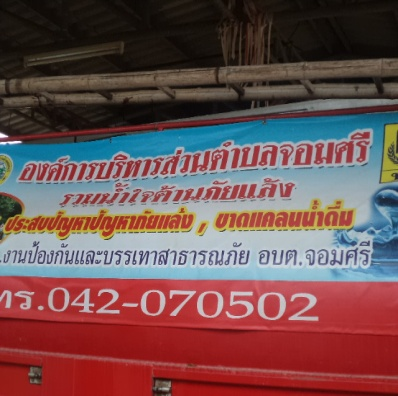 องค์การบริหารส่วนตำบลจอมศรี
รวมน้ำใจต้านภัยแล้ง
ประสบปัญหาปัญหาภัยแล้ง , ขาดแคลนน้ำดื่ม
.งานป้องกันและบรรเทาสาธารณภัย อบต.จอมศรี
โทร.042-070502